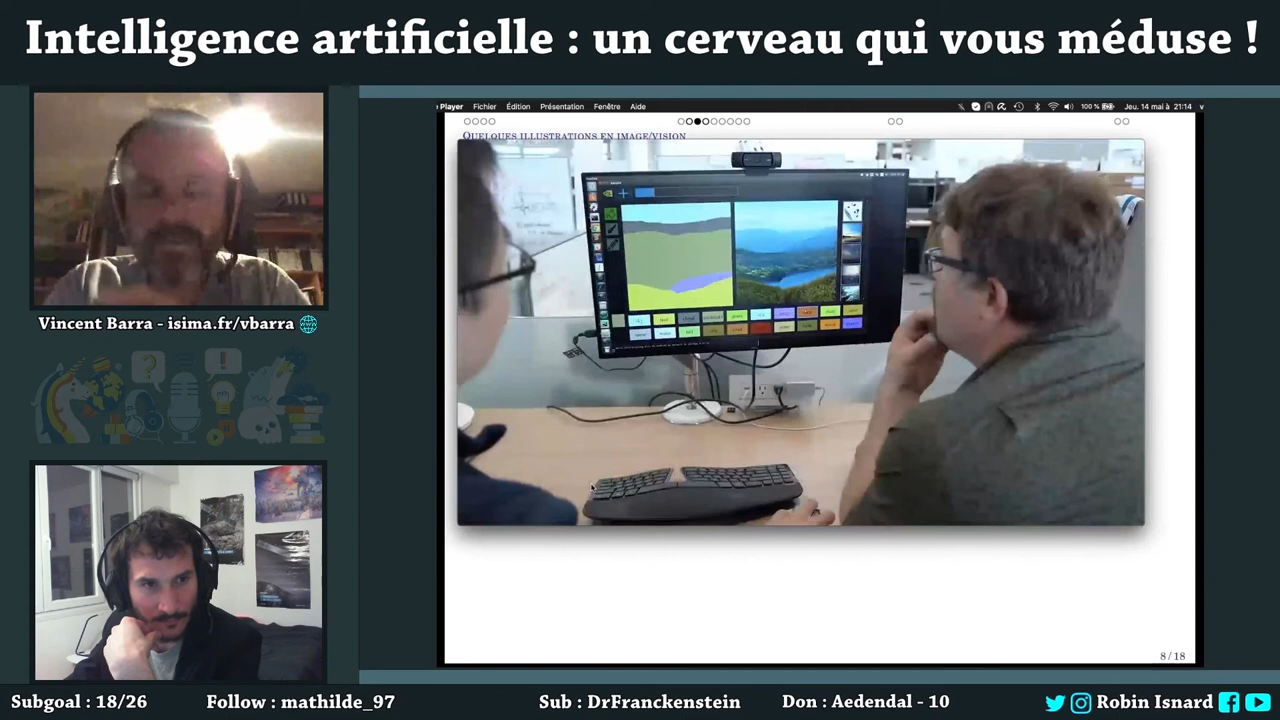 Intelligence artificielle : un cerveau qui vous méduse !
Player Fichier Édition Présentation Fenêtre Aide
100 % Jeu. 14 mai à 21:14
QUELQUES ILLUSTRATIONS EN IMAGE/VISION
Vincent Barra - isima.fr/vbarra
8 / 18
Subgoal : 18/26 Follow : mathilde_97 Sub : DrFranckenstein Don : Aedendal - 10 Robin Isnard